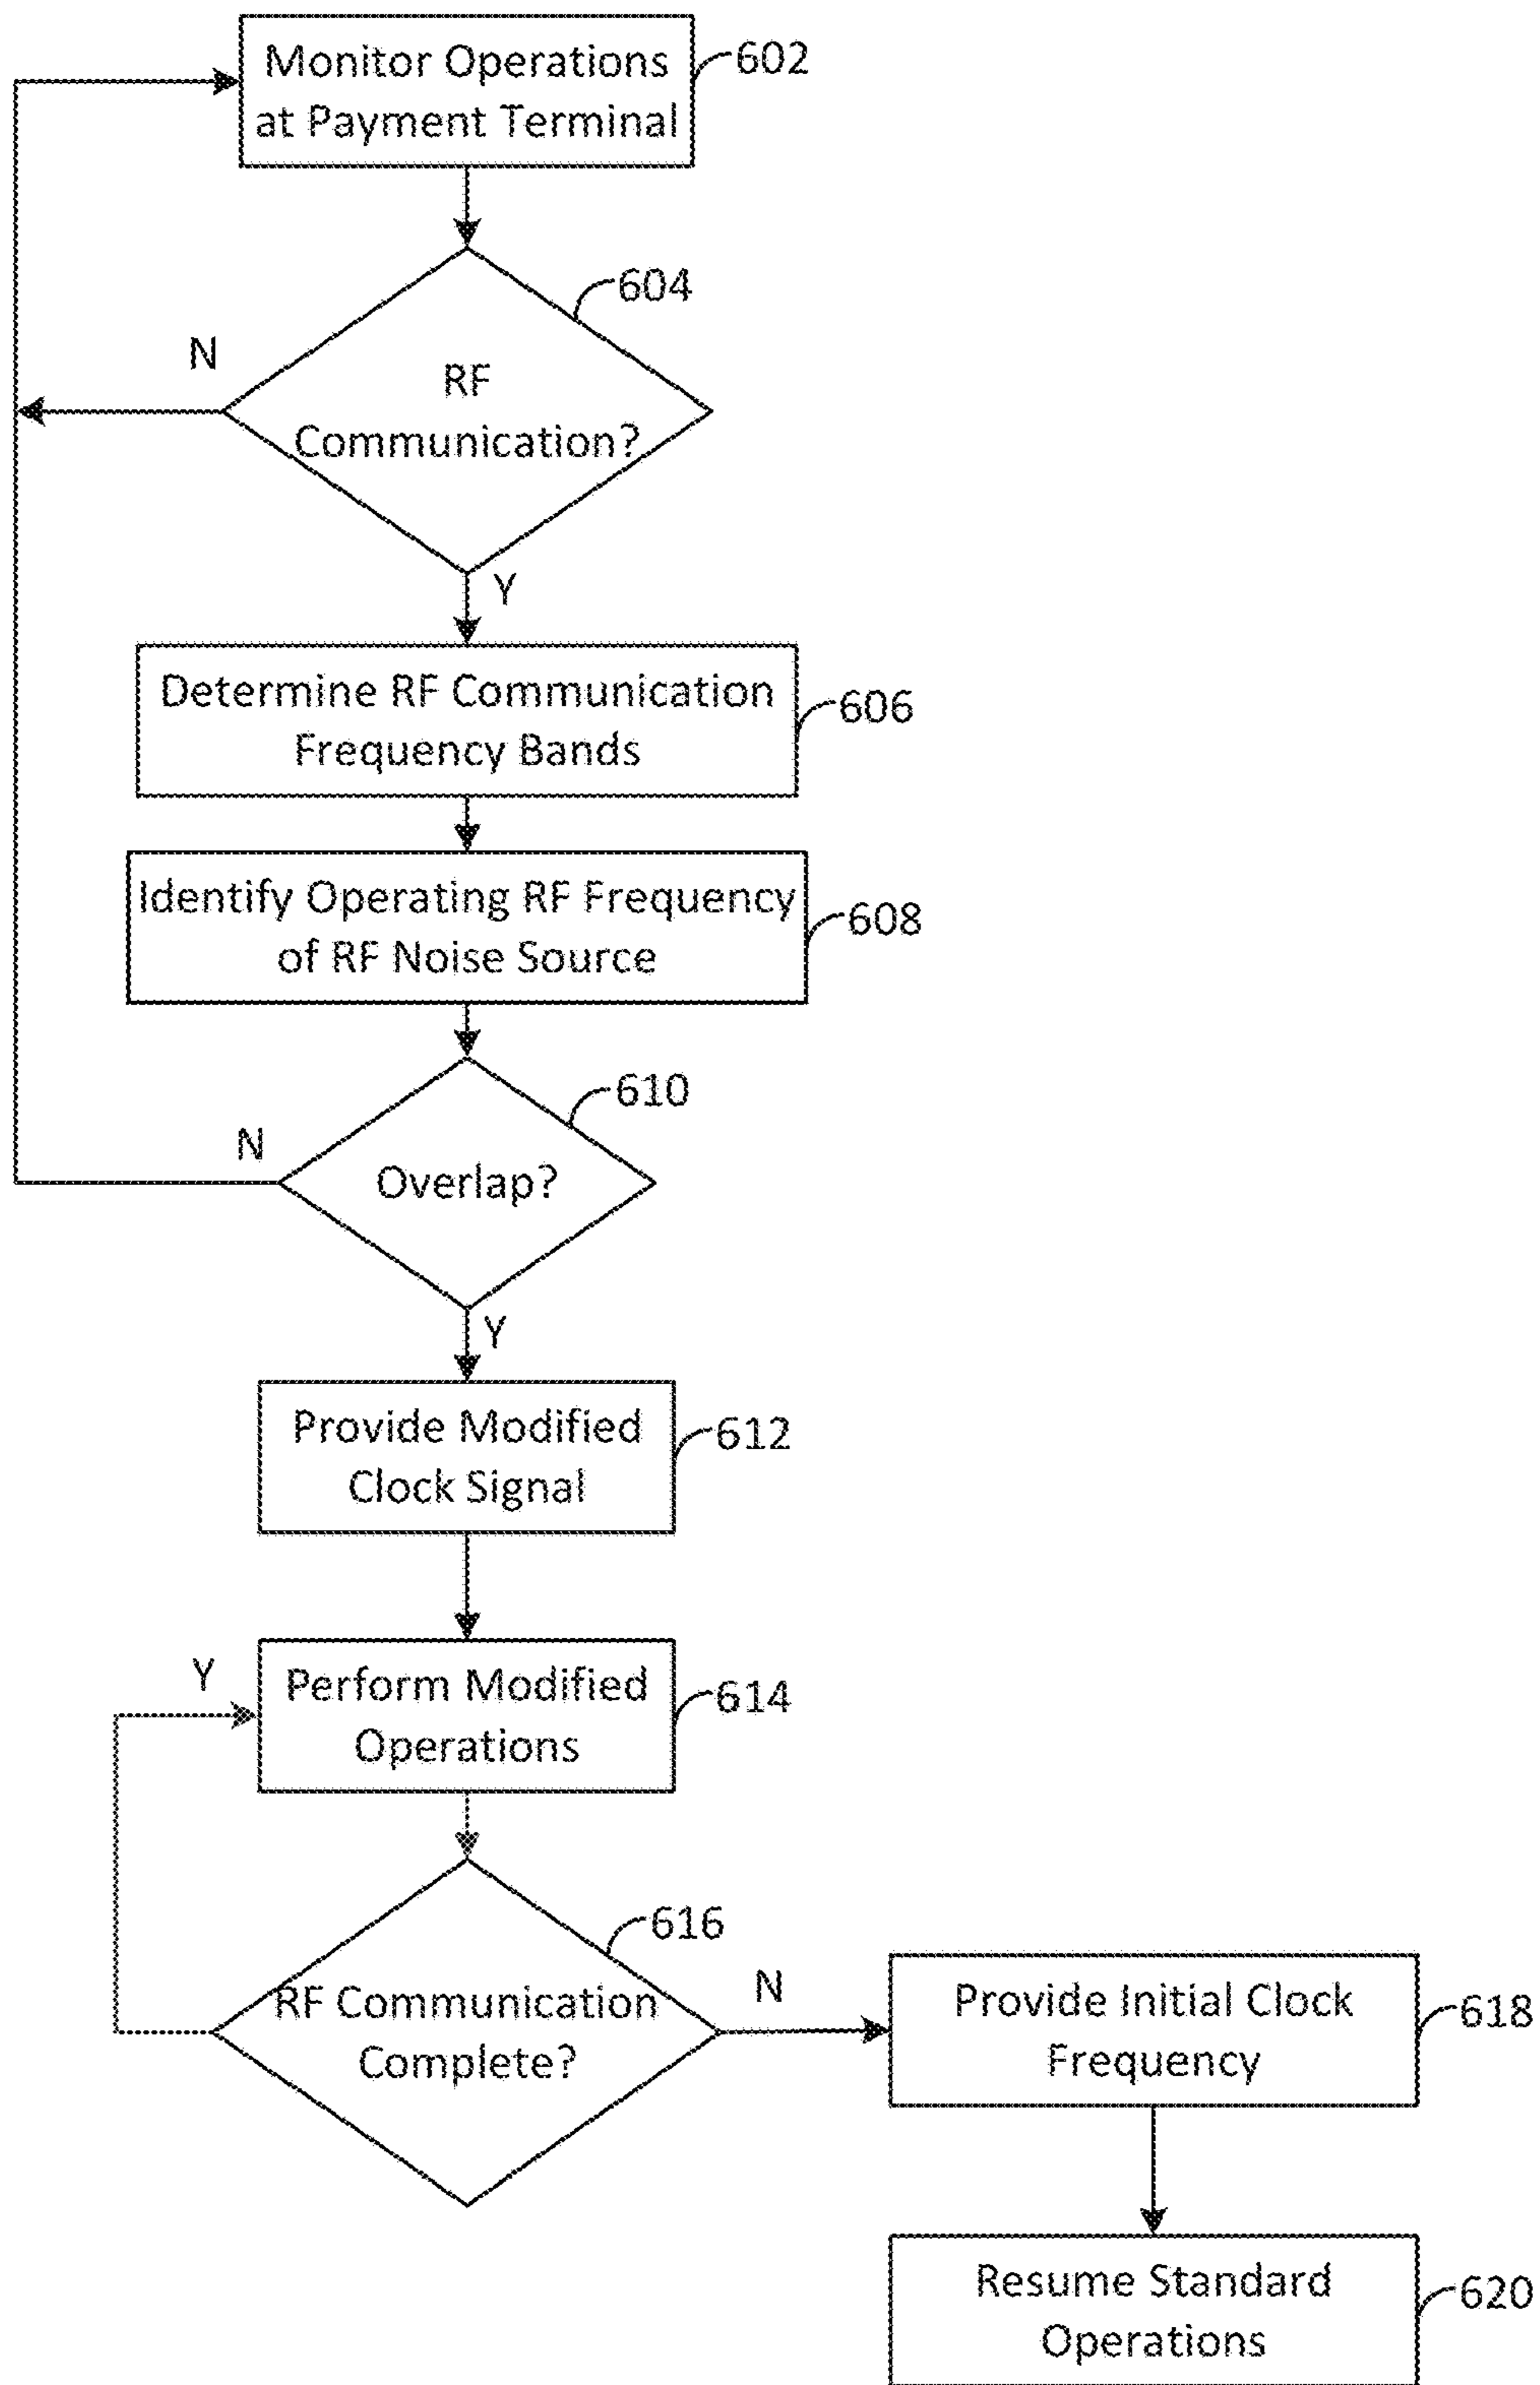 Monitor Operations
at Payment Terminal
602
604
N
RF
Communication?
Y
Determine RF Communication
Frequency Bands
606
Identify Operating RF Frequency
of RF Noise Source
608
610
N
Overlap?
Y
Provide Modified
Clock Signal
612
Y
Perform Modified
Operations
614
616
RF Communication
Complete?
N
Provide Initial Clock
Frequency
618
Resume Standard
Operations
620